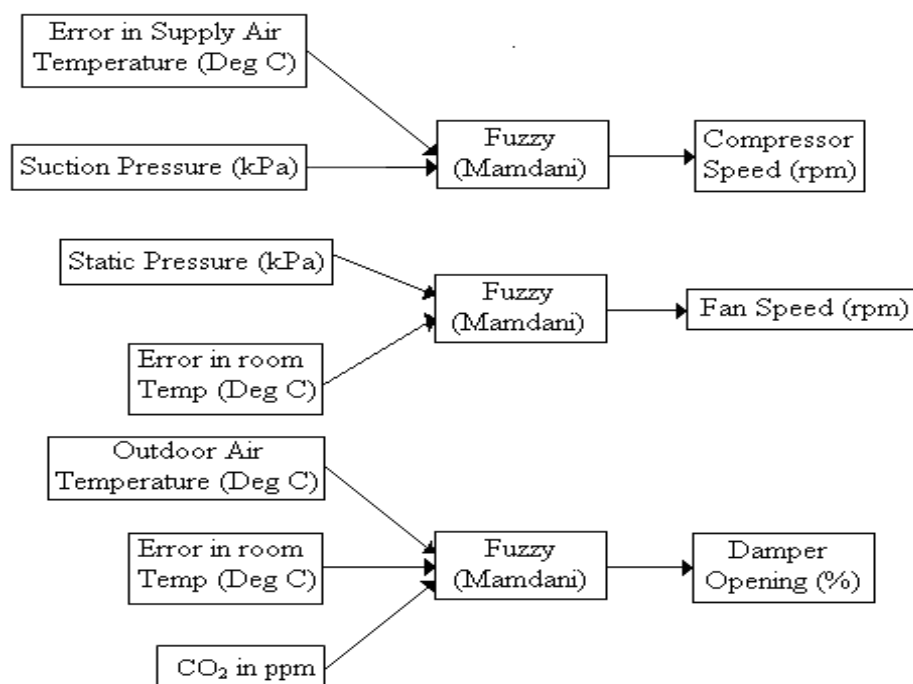 Error in Supply Air
Temperature (Deg C)
Suction Pressure (kPa)
Fuzzy
(Mamdani)
Compressor
Speed (rpm)
Static Pressure (kPa)
Error in room
Temp (Deg C)
Fuzzy
(Mamdani)
Fan Speed (rpm)
Outdoor Air
Temperature (Deg C)
Error in room
Temp (Deg C)
CO₂ in ppm
Fuzzy
(Mamdani)
Damper
Opening (%)